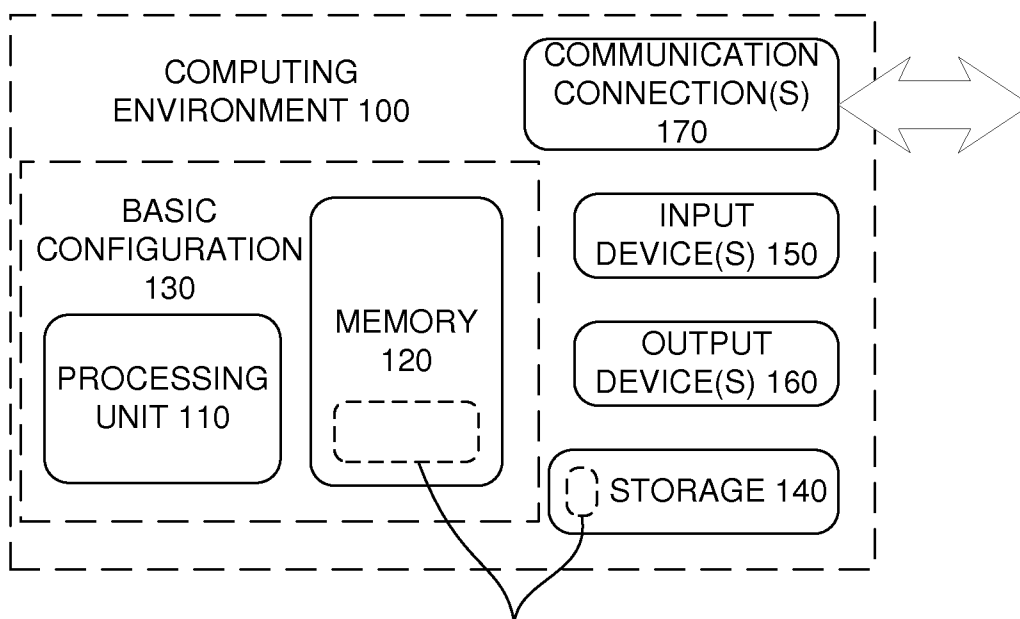 COMPUTING
ENVIRONMENT 100
COMMUNICATION
CONNECTION(S)
170
BASIC
CONFIGURATION
130
PROCESSING
UNIT 110
MEMORY
120
INPUT
DEVICE(S) 150
OUTPUT
DEVICE(S) 160
STORAGE 140